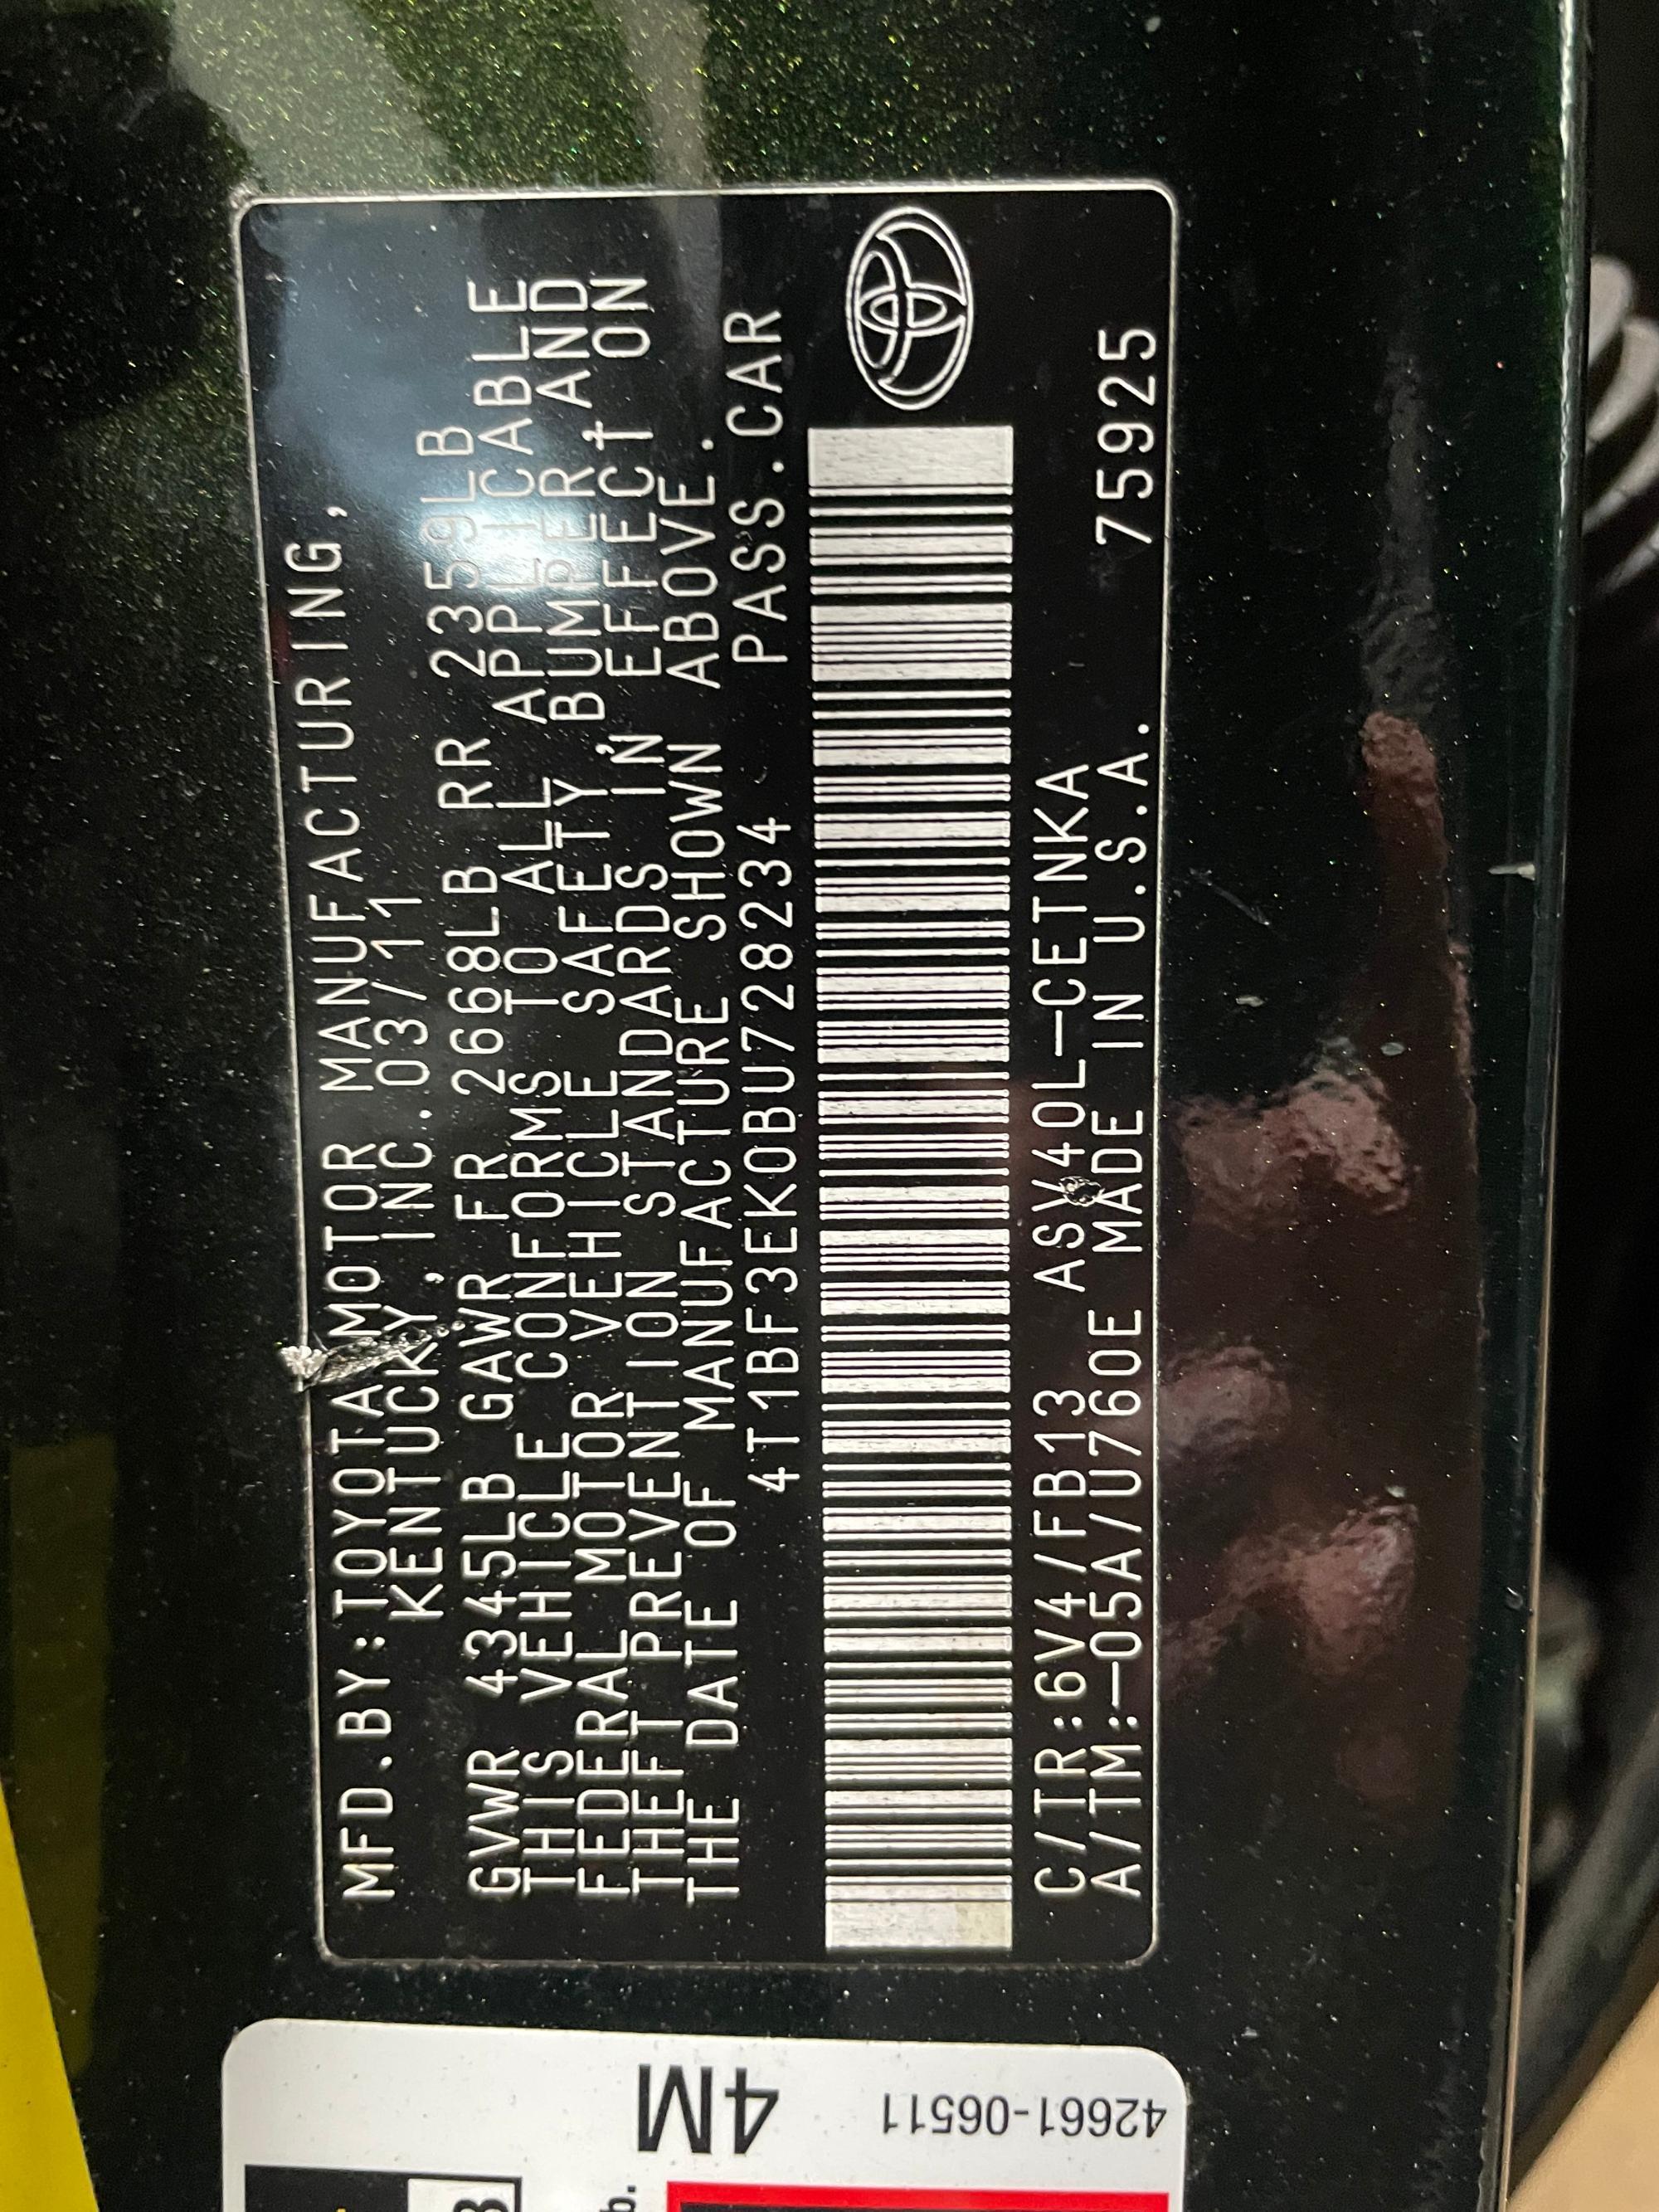 MFD.BY:TOYOTA MOTOR MANUFACTURING,
KENTUCKY, INC.03/11
GVWR 4345LB GAWR FR 2668LB RR 2359LB
THIS VEHICLE CONFORMS TO ALL APPLICABLE
FEDERAL MOTOR VEHICLE SAFETY, BUMPER AND
THEFT PREVENTION STANDARDS IN EFFECT ON
THE DATE OF MANUFACTURE SHOWN ABOVE.
4T1BF3EK0BU728234 PASS.CAR
C/TR:6V4/FB13 ASV40L-CETNKA
A/TM:-05A/U760E MADE IN U.S.A. 75925
4M
42661-06511